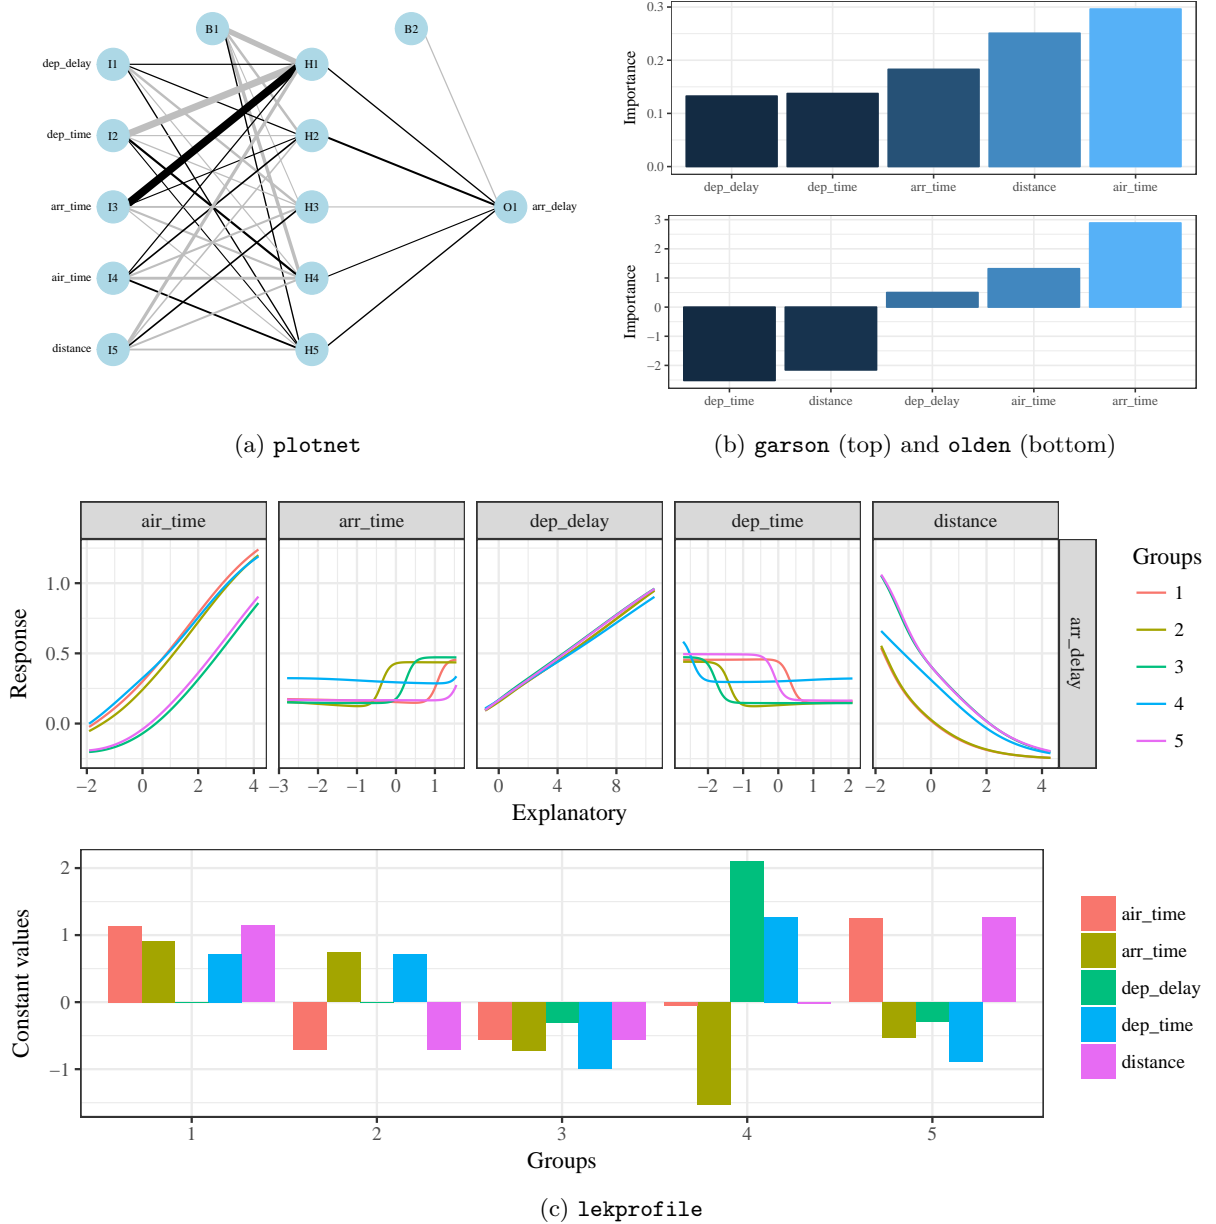 B1
B2
dep_delay
I1
H1
dep_time
I2
H2
arr_time
I3
H3
O1
arr_delay
air_time
I4
H4
distance
I5
H5
(a) plotnet
Importance
0.3
0.2
0.1
0.0
dep_delay dep_time arr_time distance air_time
Importance
3
2
1
0
−1
−2
dep_time distance dep_delay air_time arr_time
(b) garson (top) and olden (bottom)
air_time arr_time dep_delay dep_time distance
Response
1.0
0.5
0.0
arr_delay
−2 0 2 4 −3 −2 −1 0 1 0 4 8 −2 −1 0 1 2 −2 0 2 4
Explanatory
Groups
1
2
3
4
5
Constant values
2
1
0
−1
1 2 3 4 5
Groups
air_time
arr_time
dep_delay
dep_time
distance
(c) lekprofile